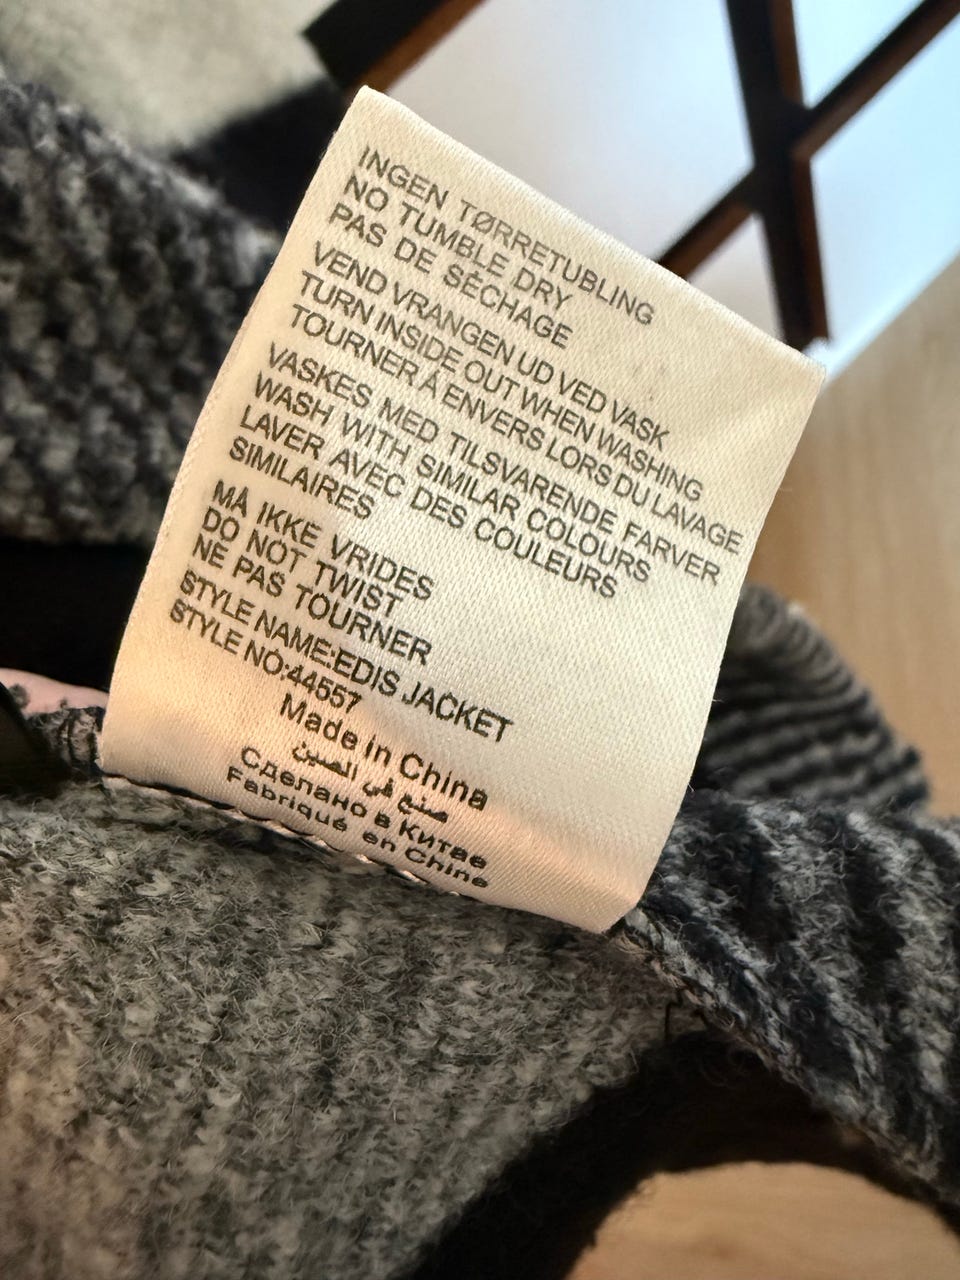 INGEN TØRRETUBLING
NO TUMBLE DRY
PAS DE SÈCHAGE
VEND VRANGEN UD VED VASK
TURN INSIDE OUT WHEN WASHING
TOURNER Á ENVERS LORS DU LAVAGE
VASKES MED TILSVARENDE FARVER
WASH WITH SIMILAR COLOURS
LAVER AVEC DES COULEURS
SIMILAIRES
MÅ IKKE VRIDES
DO NOT TWIST
NE PAS TOURNER
STYLE NAME:EDIS JACKET
STYLE NO:44557
Made in China
صنع في الصين
Сделано в Китае
Fabriqué en Chine